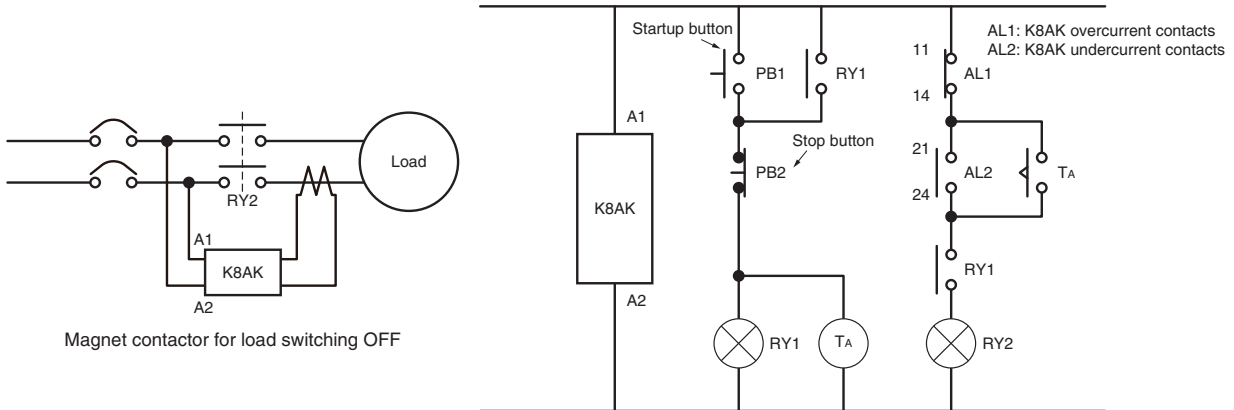 Load
RY2
A1
K8AK
A2
Magnet contactor for load switching OFF
Startup button
PB1
RY1
A1
Stop button
PB2
K8AK
A2
RY1
TA
AL1: K8AK overcurrent contacts
AL2: K8AK undercurrent contacts
11
AL1
14
21
AL2
TA
24
RY1
RY2